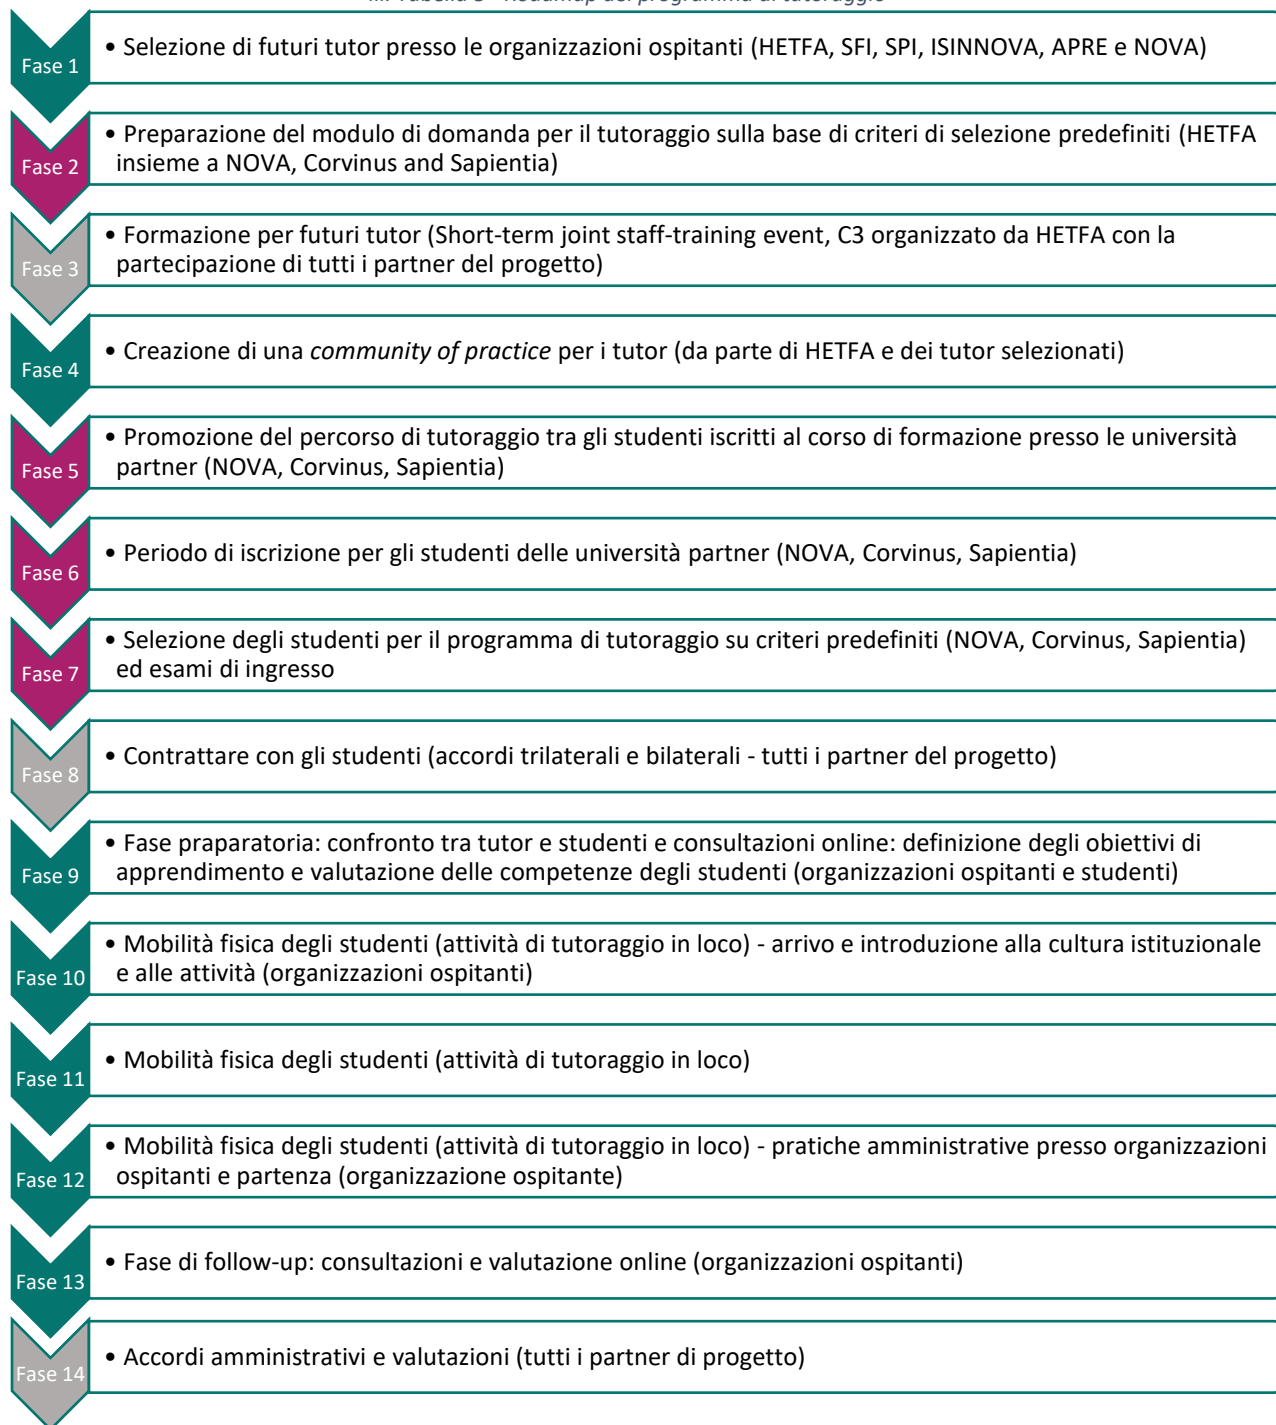 Tabella 3 - Roadmap del programma di tutoraggio
Fase 1
• Selezione di futuri tutor presso le organizzazioni ospitanti (HETFA, SFI, SPI, ISINNOVA, APRE e NOVA)
Fase 2
• Preparazione del modulo di domanda per il tutoraggio sulla base di criteri di selezione predefiniti (HETFA
insieme a NOVA, Corvinus and Sapientia)
Fase 3
• Formazione per futuri tutor (Short-term joint staff-training event, C3 organizzato da HETFA con la
partecipazione di tutti i partner del progetto)
Fase 4
• Creazione di una community of practice per i tutor (da parte di HETFA e dei tutor selezionati)
Fase 5
• Promozione del percorso di tutoraggio tra gli studenti iscritti al corso di formazione presso le università
partner (NOVA, Corvinus, Sapientia)
Fase 6
• Periodo di iscrizione per gli studenti delle università partner (NOVA, Corvinus, Sapientia)
Fase 7
• Selezione degli studenti per il programma di tutoraggio su criteri predefiniti (NOVA, Corvinus, Sapientia)
ed esami di ingresso
Fase 8
• Contrattare con gli studenti (accordi trilaterali e bilaterali - tutti i partner del progetto)
Fase 9
• Fase praparatoria: confronto tra tutor e studenti e consultazioni online: definizione degli obiettivi di
apprendimento e valutazione delle competenze degli studenti (organizzazioni ospitanti e studenti)
Fase 10
• Mobilità fisica degli studenti (attività di tutoraggio in loco) - arrivo e introduzione alla cultura istituzionale
e alle attività (organizzazioni ospitanti)
Fase 11
• Mobilità fisica degli studenti (attività di tutoraggio in loco)
Fase 12
• Mobilità fisica degli studenti (attività di tutoraggio in loco) - pratiche amministrative presso organizzazioni
ospitanti e partenza (organizzazione ospitante)
Fase 13
• Fase di follow-up: consultazioni e valutazione online (organizzazioni ospitanti)
Fase 14
• Accordi amministrativi e valutazioni (tutti i partner di progetto)